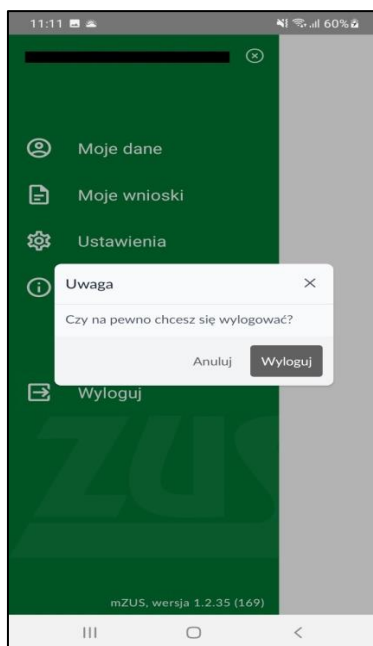 11:11 60%
Moje dane
Moje wnioski
Ustawienia
Uwaga
Czy na pewno chcesz się wylogować?
Anuluj Wyloguj
Wyloguj
ZUS
mZUS, wersja 1.2.35 (169)